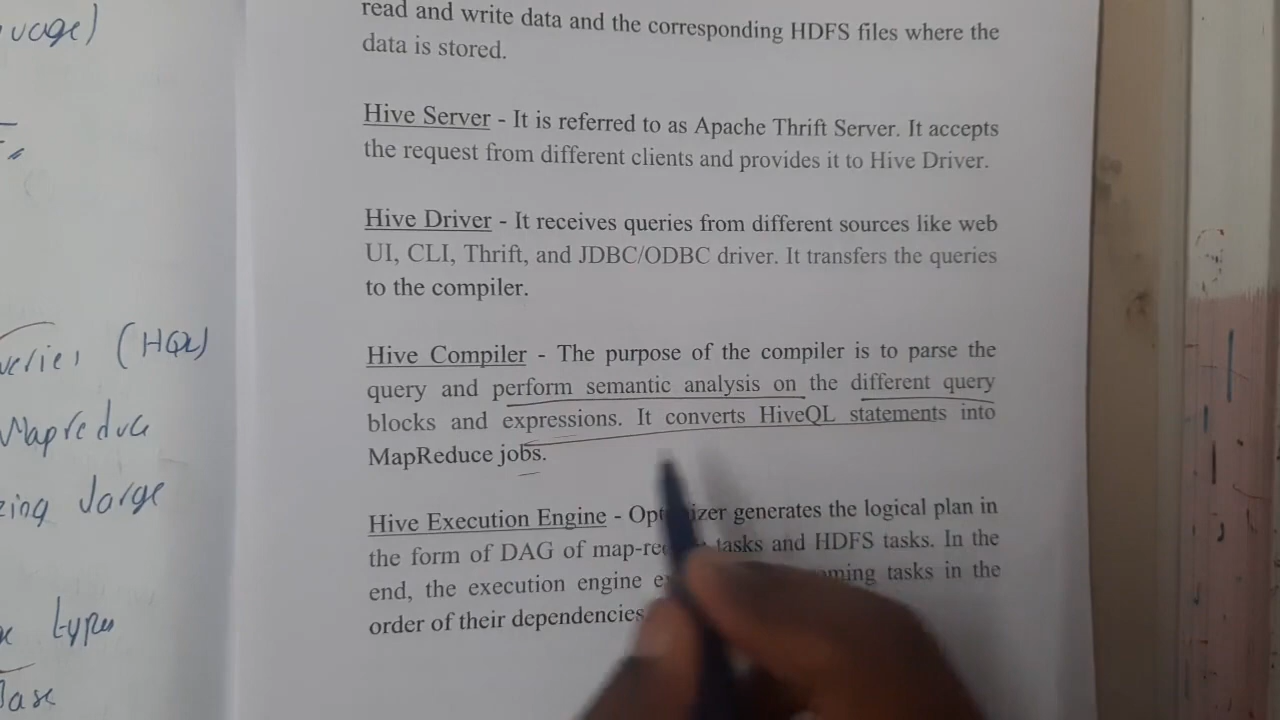 uage)
read and write data and the corresponding HDFS files where the
data is stored.
Hive Server - It is referred to as Apache Thrift Server. It accepts
the request from different clients and provides it to Hive Driver.
Hive Driver - It receives queries from different sources like web
UI, CLI, Thrift, and JDBC/ODBC driver. It transfers the queries
to the compiler.
Hive Compiler - The purpose of the compiler is to parse the
query and perform semantic analysis on the different query
blocks and expressions. It converts HiveQL statements into
MapReduce jobs.
Hive Execution Engine - Optimizer generates the logical plan in
the form of DAG of map-reduce tasks and HDFS tasks. In the
end, the execution engine tasks in the
order of their dependencies
(HQL)
Mapreduce
large
types
Base